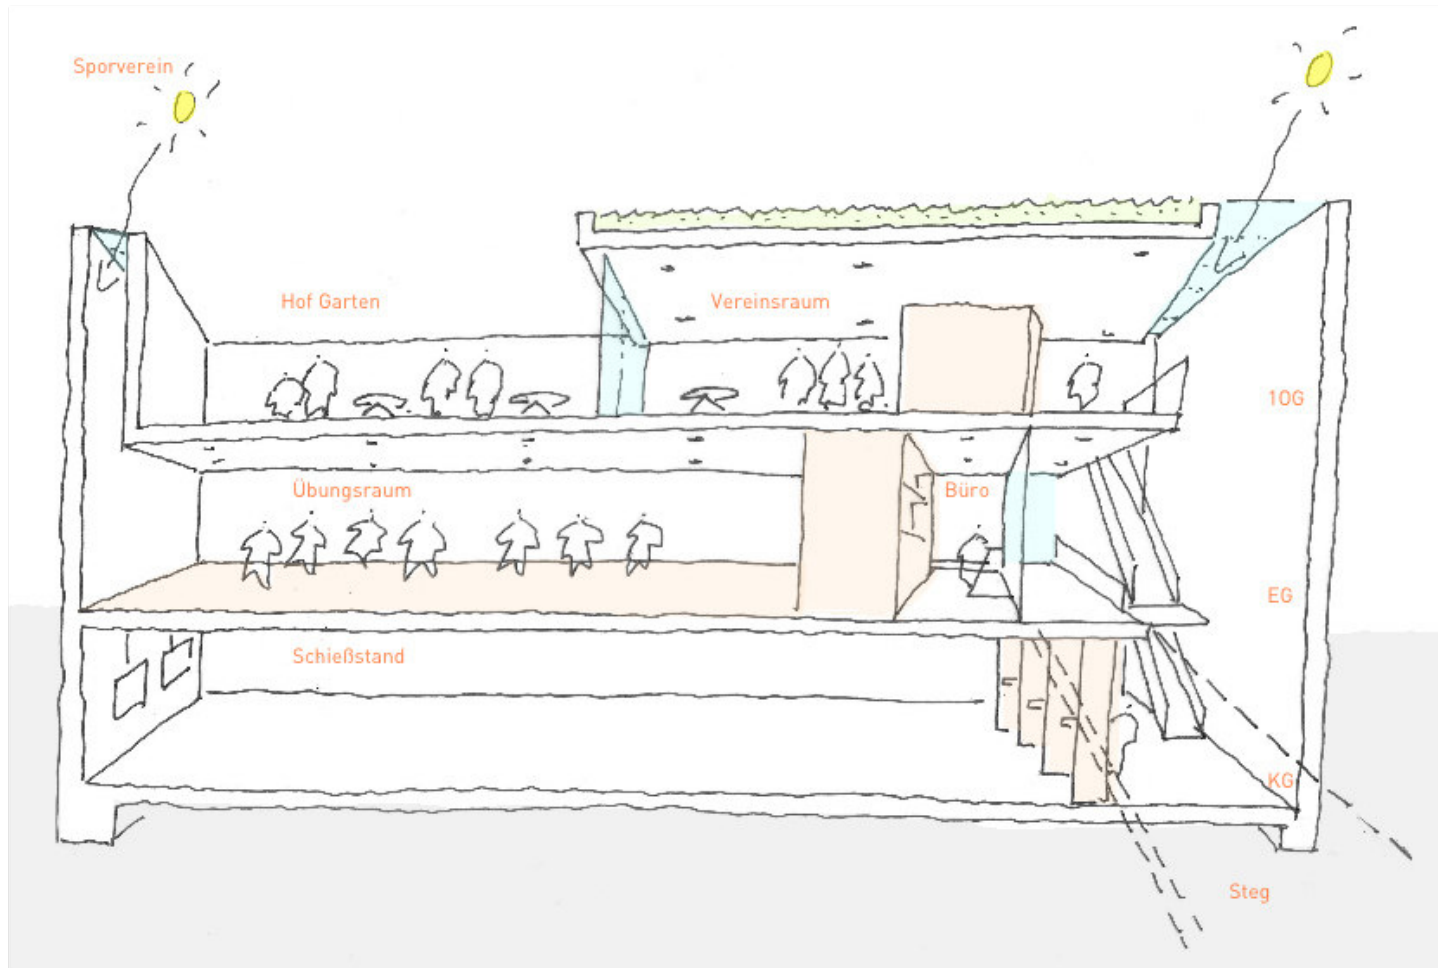 Sporverein
Hof Garten
Vereinsraum
1OG
Übungsraum
Büro
EG
Schießstand
KG
Steg